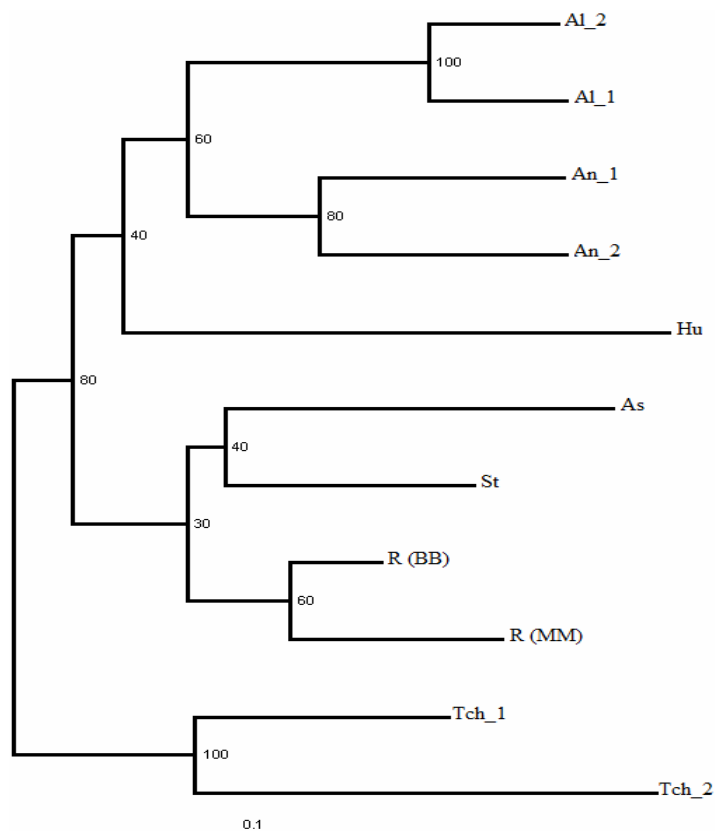 Al_2
100
Al_1
60
An_1
80
An_2
40
Hu
80
As
40
St
30
R (BB)
60
R (MM)
Tch_1
100
Tch_2
0.1